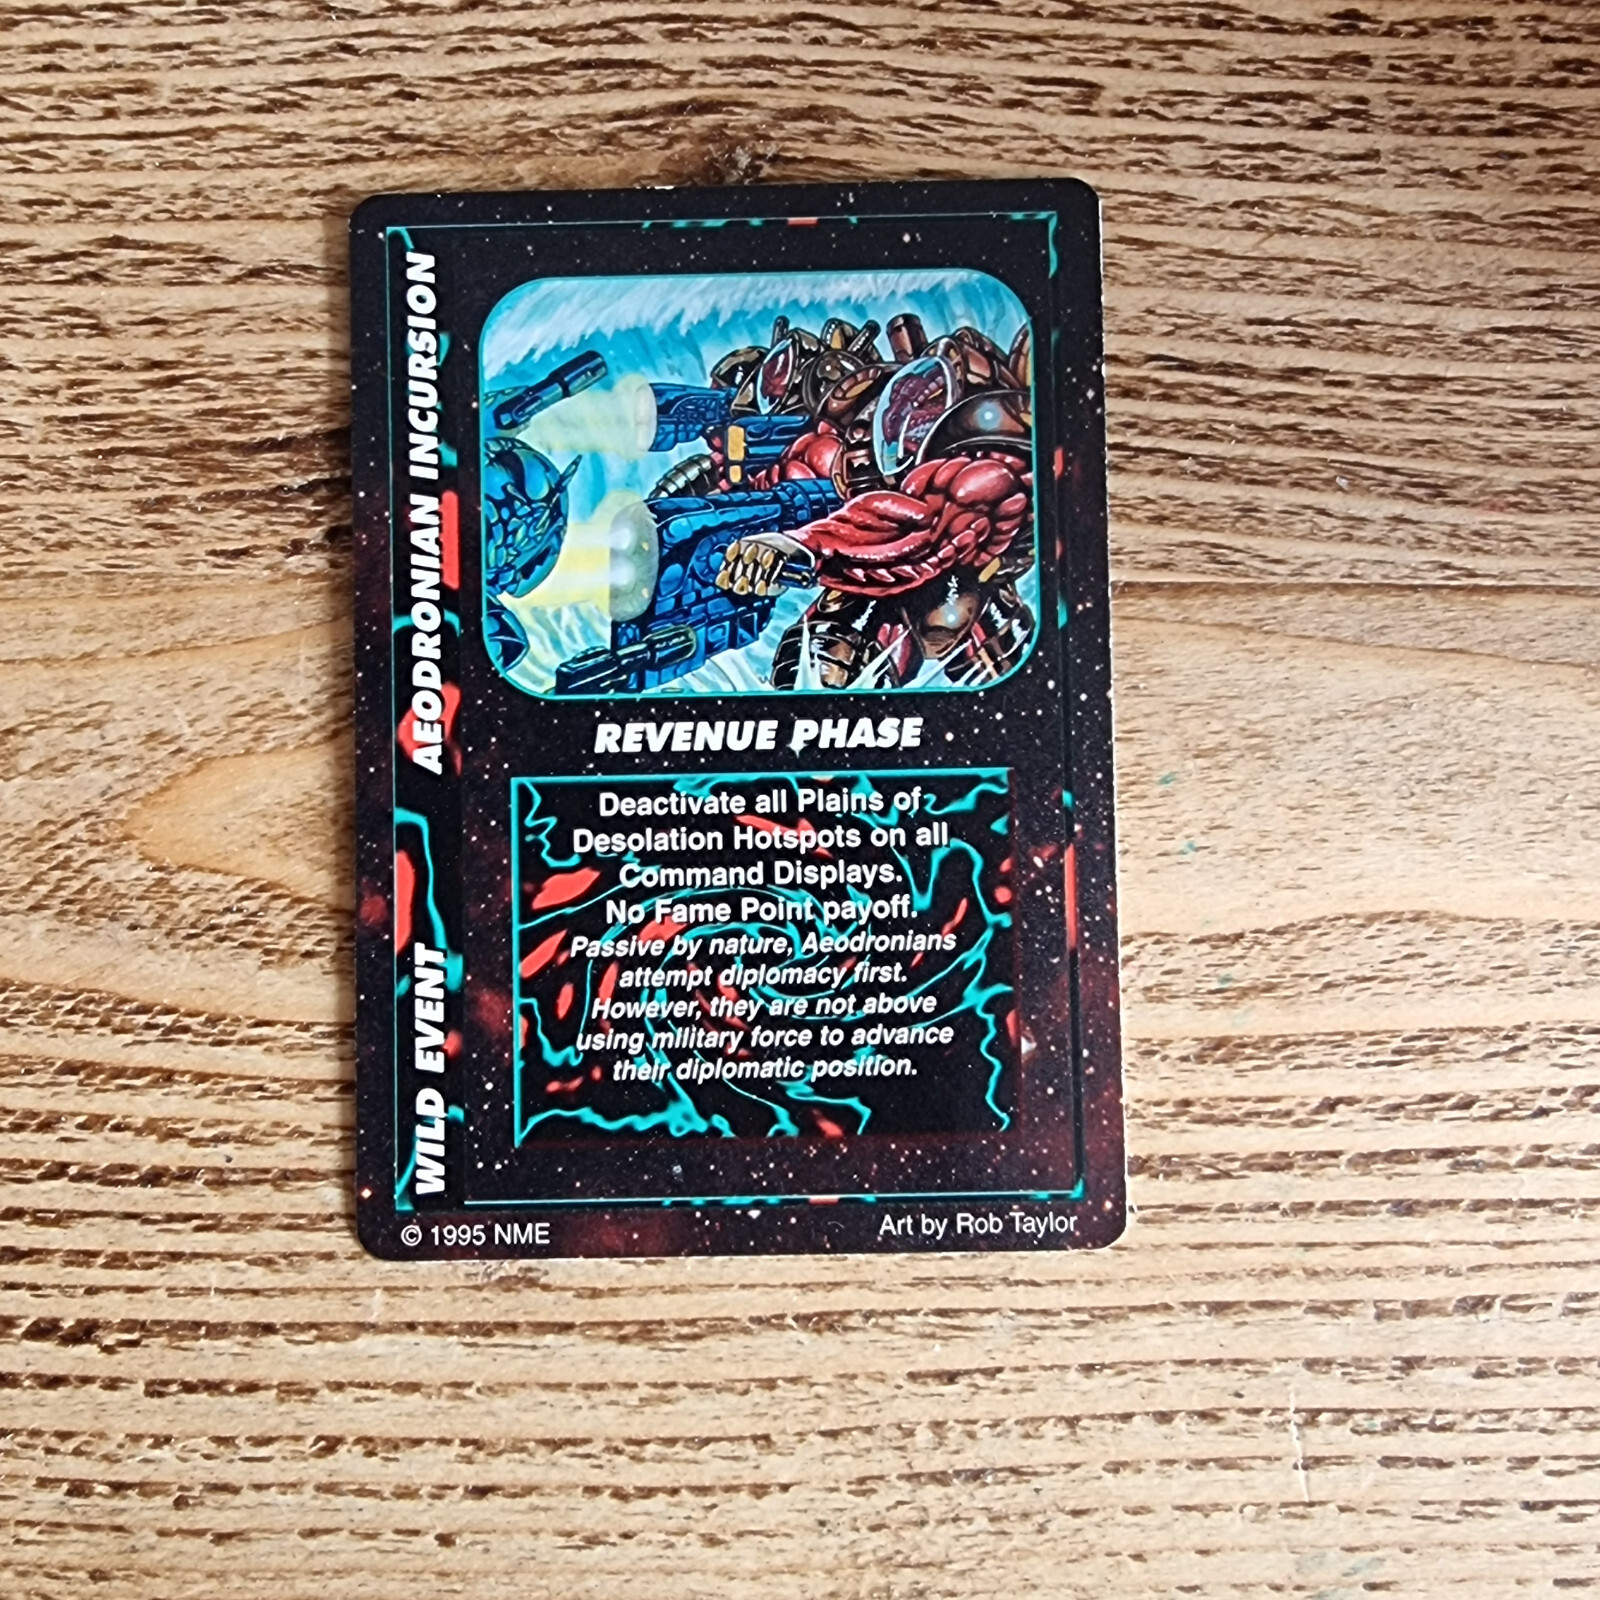 AEODRONIAN INCURSION
WILD EVENT
REVENUE PHASE
Deactivate all Plains of
Desolation Hotspots on all
Command Displays.
No Fame Point payoff.
Passive by nature, Aeodronians
attempt diplomacy first.
However, they are not above
using military force to advance
their diplomatic position.
© 1995 NME
Art by Rob Taylor